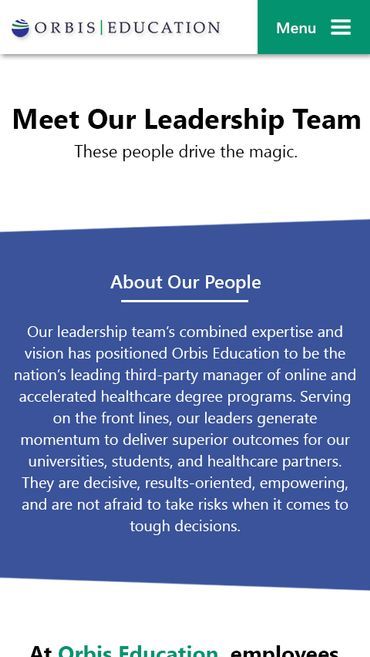 ORBIS|EDUCATION
Menu
Meet Our Leadership Team
These people drive the magic.
About Our People
Our leadership team's combined expertise and
vision has positioned Orbis Education to be the
nation's leading third-party manager of online and
accelerated healthcare degree programs. Serving
on the front lines, our leaders generate
momentum to deliver superior outcomes for our
universities, students, and healthcare partners.
They are decisive, results-oriented, empowering,
and are not afraid to take risks when it comes to
tough decisions.
At Orbis Education, employees